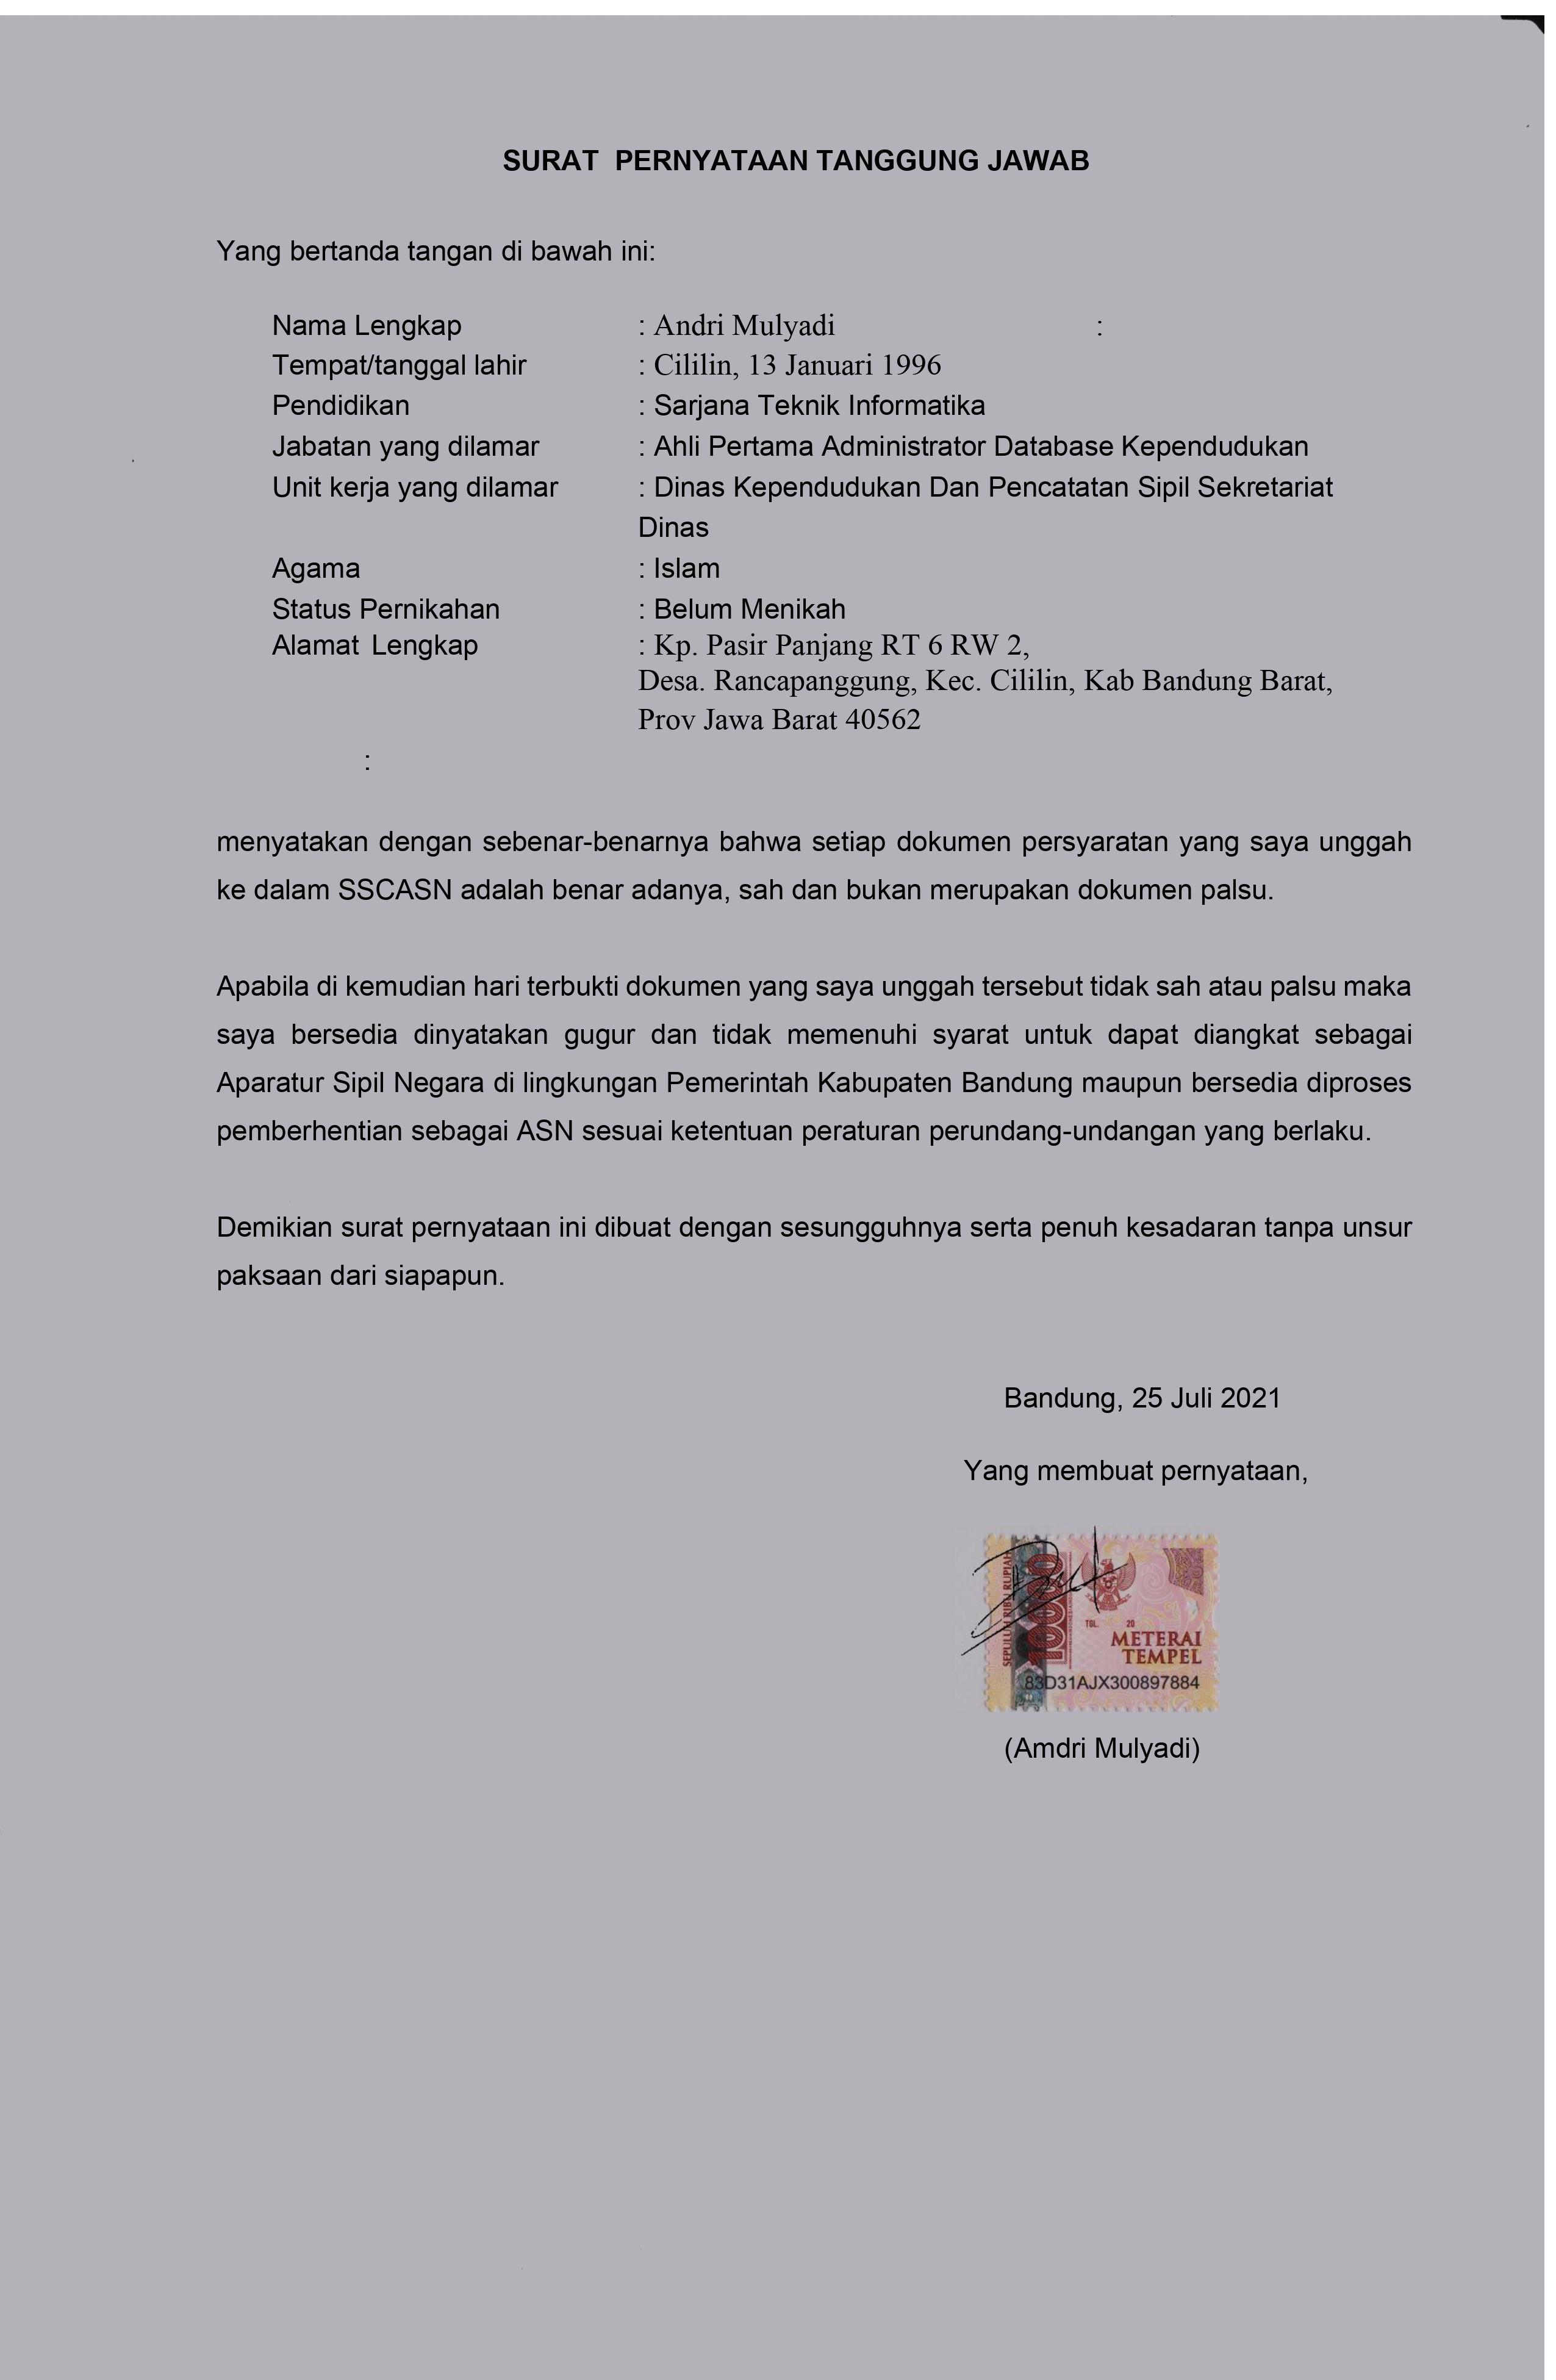 SURAT PERNYATAAN TANGGUNG JAWAB
Yang bertanda tangan di bawah ini:
Nama Lengkap : Andri Mulyadi :
Tempat/tanggal lahir : Cililin, 13 Januari 1996
Pendidikan : Sarjana Teknik Informatika
Jabatan yang dilamar : Ahli Pertama Administrator Database Kependudukan
Unit kerja yang dilamar : Dinas Kependudukan Dan Pencatatan Sipil Sekretariat
Dinas
Agama : Islam
Status Pernikahan : Belum Menikah
Alamat Lengkap : Kp. Pasir Panjang RT 6 RW 2,
Desa. Rancapanggung, Kec. Cililin, Kab Bandung Barat,
Prov Jawa Barat 40562
:
menyatakan dengan sebenar-benarnya bahwa setiap dokumen persyaratan yang saya unggah
ke dalam SSCASN adalah benar adanya, sah dan bukan merupakan dokumen palsu.
Apabila di kemudian hari terbukti dokumen yang saya unggah tersebut tidak sah atau palsu maka
saya bersedia dinyatakan gugur dan tidak memenuhi syarat untuk dapat diangkat sebagai
Aparatur Sipil Negara di lingkungan Pemerintah Kabupaten Bandung maupun bersedia diproses
pemberhentian sebagai ASN sesuai ketentuan peraturan perundang-undangan yang berlaku.
Demikian surat pernyataan ini dibuat dengan sesungguhnya serta penuh kesadaran tanpa unsur
paksaan dari siapapun.
Bandung, 25 Juli 2021
Yang membuat pernyataan,
SEPULUH RIBU RUPIAH
10000
TGL. 20
METERAI
TEMPEL
83D31AJX300897884
(Amdri Mulyadi)